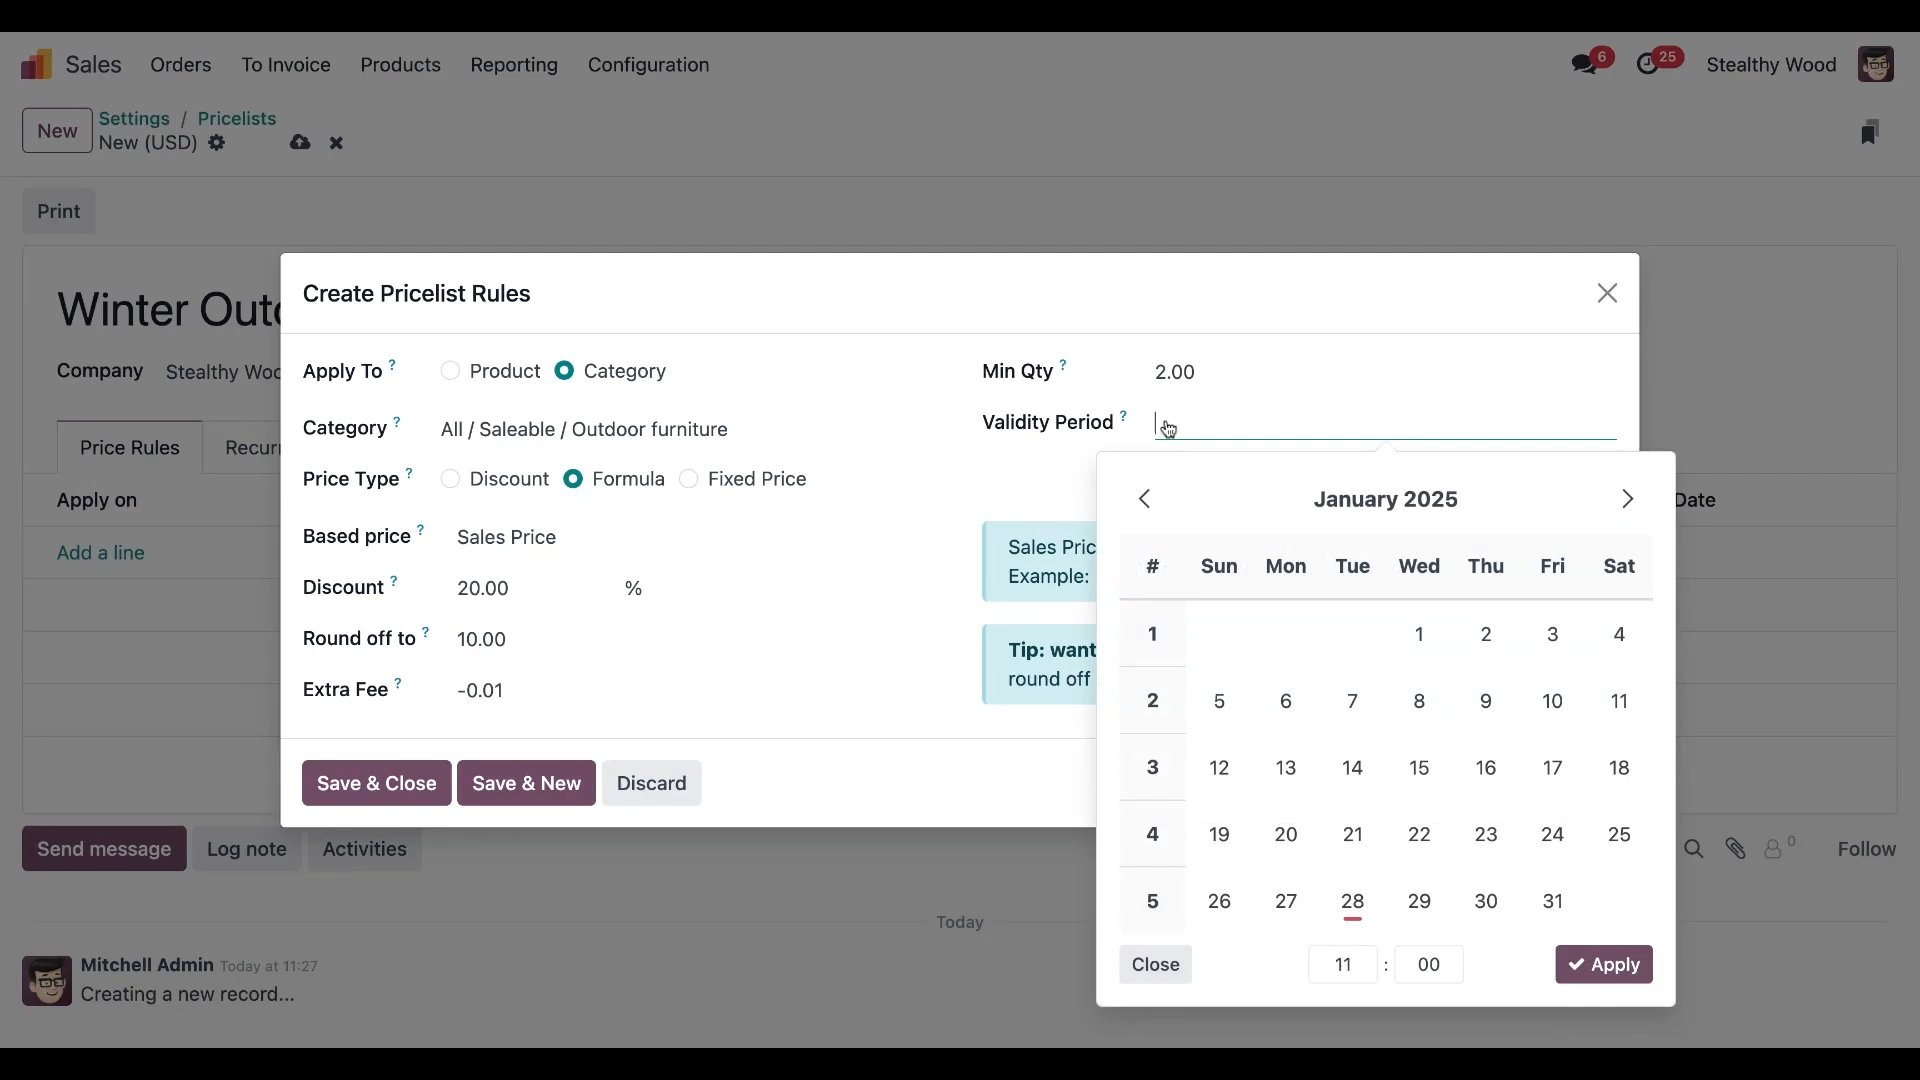 Sales Orders To Invoice Products Reporting Configuration 6 25 Stealthy Wood
New Settings / Pricelists
New (USD)
Print
Create Pricelist Rules
Winter Outd
Company Stealthy Woo
Price Rules Recurr
Apply on Date
Add a line
Apply To ? Product Category
Category ? All / Saleable / Outdoor furniture
Price Type ? Discount Formula Fixed Price
Based price ? Sales Price
Discount ? 20.00 %
Round off to ? 10.00
Extra Fee ? -0.01
Min Qty ? 2.00
Validity Period ?
Sales Pric
Example:
Tip: want
round off
January 2025
# Sun Mon Tue Wed Thu Fri Sat
1 1 2 3 4
2 5 6 7 8 9 10 11
3 12 13 14 15 16 17 18
4 19 20 21 22 23 24 25
5 26 27 28 29 30 31
Close 11 : 00 Apply
Save & Close Save & New Discard
Send message Log note Activities 0 Follow
Today
Mitchell Admin Today at 11:27
Creating a new record...